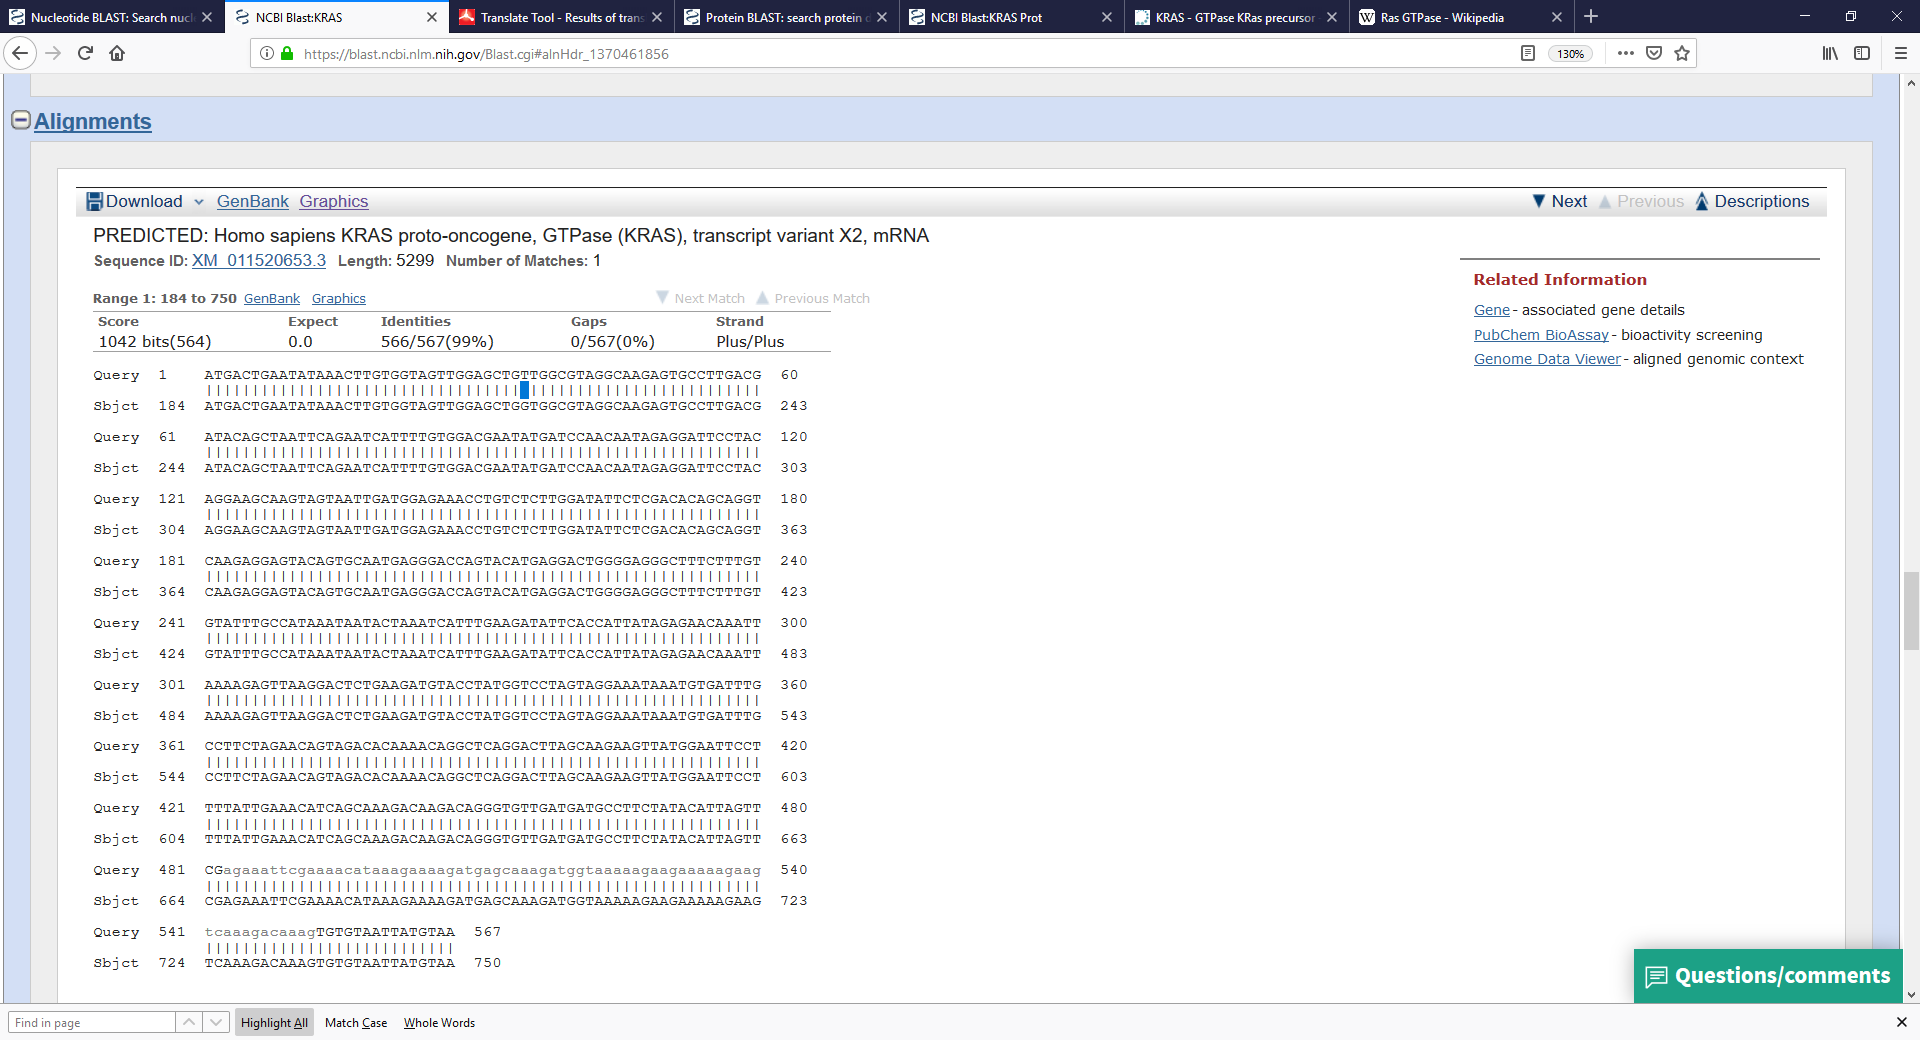 Nucleotide BLAST: Search nucl
NCBI Blast:KRAS
Translate Tool - Results of trans
Protein BLAST: search protein d
NCBI Blast:KRAS Prot
KRAS - GTPase KRas precursor
Ras GTPase - Wikipedia
https://blast.ncbi.nlm.nih.gov/Blast.cgi#alnHdr_1370461856
130%
Alignments
Download GenBank Graphics
Next Previous Descriptions
PREDICTED: Homo sapiens KRAS proto-oncogene, GTPase (KRAS), transcript variant X2, mRNA
Sequence ID: XM_011520653.3 Length: 5299 Number of Matches: 1
Range 1: 184 to 750 GenBank Graphics Next Match Previous Match
Score Expect Identities Gaps Strand
1042 bits(564) 0.0 566/567(99%) 0/567(0%) Plus/Plus
Query 1 ATGACTGAATATAAACTTGTGGTAGTTGGAGCTGTTGGCGTAGGCAAGAGTGCCTTGACG 60
Sbjct 184 ATGACTGAATATAAACTTGTGGTAGTTGGAGCTGGTGGCGTAGGCAAGAGTGCCTTGACG 243
Query 61 ATACAGCTAATTCAGAATCATTTTGTGGACGAATATGATCCAACAATAGAGGATTCCTAC 120
Sbjct 244 ATACAGCTAATTCAGAATCATTTTGTGGACGAATATGATCCAACAATAGAGGATTCCTAC 303
Query 121 AGGAAGCAAGTAGTAATTGATGGAGAAACCTGTCTCTTGGATATTCTCGACACAGCAGGT 180
Sbjct 304 AGGAAGCAAGTAGTAATTGATGGAGAAACCTGTCTCTTGGATATTCTCGACACAGCAGGT 363
Query 181 CAAGAGGAGTACAGTGCAATGAGGGACCAGTACATGAGGACTGGGGAGGGCTTTCTTTGT 240
Sbjct 364 CAAGAGGAGTACAGTGCAATGAGGGACCAGTACATGAGGACTGGGGAGGGCTTTCTTTGT 423
Query 241 GTATTTGCCATAAATAATACTAAATCATTTGAAGATATTCACCATTATAGAGAACAAATT 300
Sbjct 424 GTATTTGCCATAAATAATACTAAATCATTTGAAGATATTCACCATTATAGAGAACAAATT 483
Query 301 AAAAGAGTTAAGGACTCTGAAGATGTACCTATGGTCCTAGTAGGAAATAAATGTGATTTG 360
Sbjct 484 AAAAGAGTTAAGGACTCTGAAGATGTACCTATGGTCCTAGTAGGAAATAAATGTGATTTG 543
Query 361 CCTTCTAGAACAGTAGACACAAAACAGGCTCAGGACTTAGCAAGAAGTTATGGAATTCCT 420
Sbjct 544 CCTTCTAGAACAGTAGACACAAAACAGGCTCAGGACTTAGCAAGAAGTTATGGAATTCCT 603
Query 421 TTTATTGAAACATCAGCAAAGACAAGACAGGGTGTTGATGATGCCTTCTATACATTAGTT 480
Sbjct 604 TTTATTGAAACATCAGCAAAGACAAGACAGGGTGTTGATGATGCCTTCTATACATTAGTT 663
Query 481 CGagaaattcgaaaacataaagaaaagatgagcaaagatggtaaaaagaagaaaaagaag 540
Sbjct 664 CGAGAAATTCGAAAACATAAAGAAAAGATGAGCAAAGATGGTAAAAAGAAGAAAAAGAAG 723
Query 541 tcaaagacaaagTGTGTAATTATGTAA 567
Sbjct 724 TCAAAGACAAAGTGTGTAATTATGTAA 750
Related Information
Gene - associated gene details
PubChem BioAssay - bioactivity screening
Genome Data Viewer - aligned genomic context
Questions/comments
Find in page Highlight All Match Case Whole Words